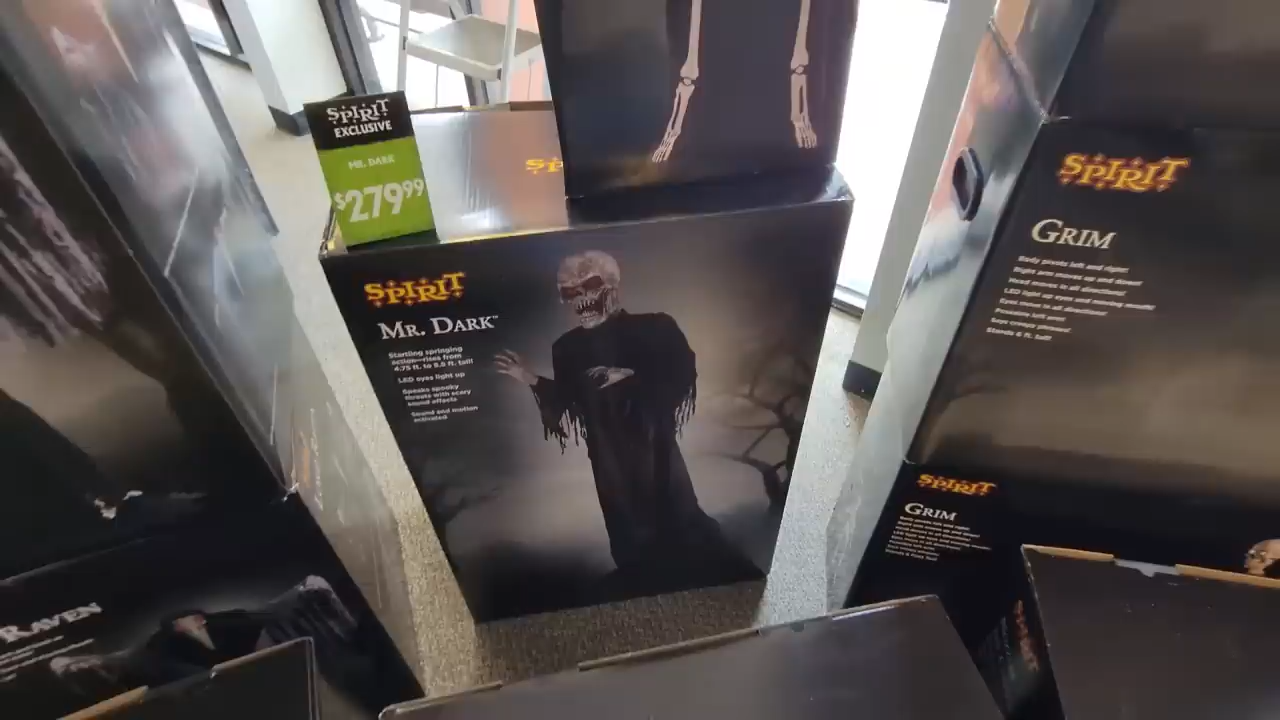 SPIRIT
EXCLUSIVE
MR. DARK
$279.99
SPIRIT
MR. DARK™
Startling springing
action—rises from
4.75 ft. to 8.5 ft. tall!
LED eyes light up
Speaks spooky
threats with scary
sound effects
Sound and motion
activated
SPIRIT
GRIM
Body pivots left and right!
Right arm moves up and down!
Head moves in all directions!
LED light up eyes and moving mouth!
Eyes move in all directions!
Poseable left arm!
Says creepy phrases!
Stands 6 ft. tall!
SPIRIT
GRIM
Body pivots left and right!
RAVEN